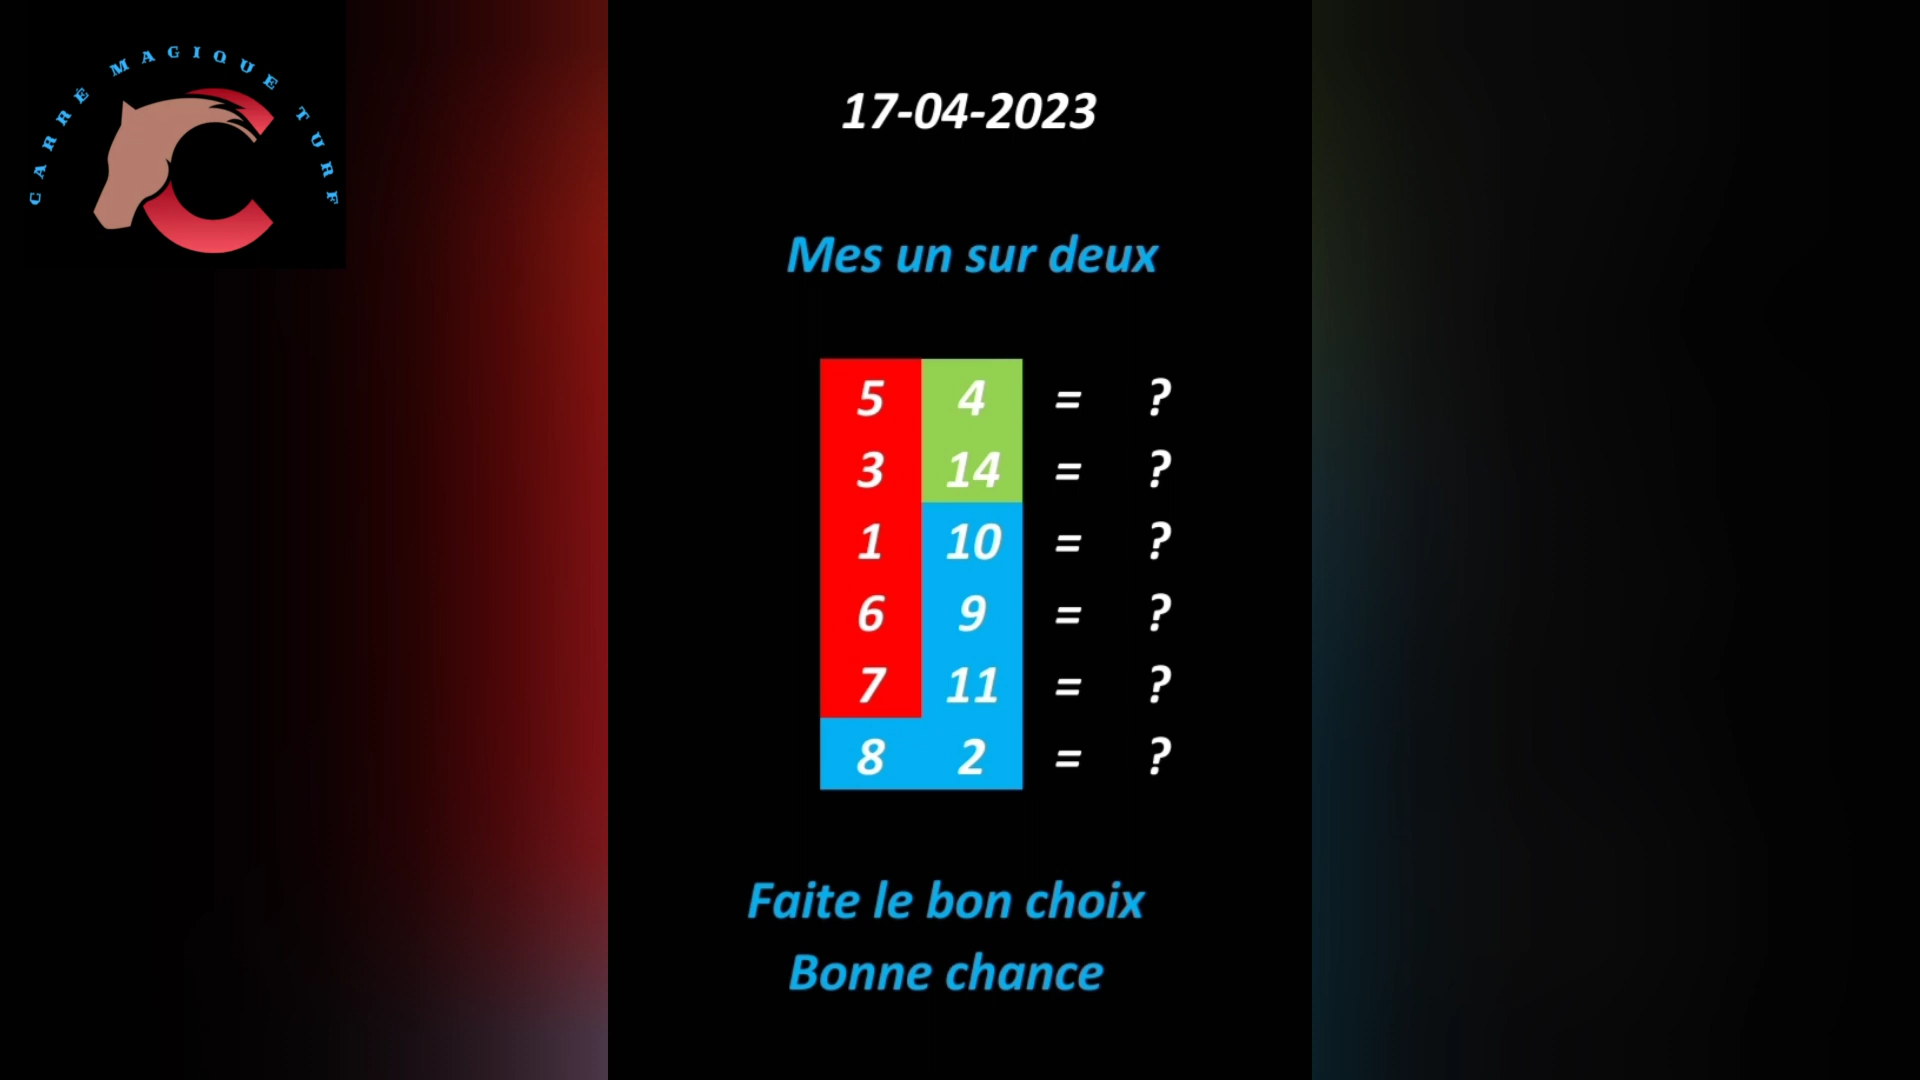 CARRÉ MAGIQUE TURF
17-04-2023
Mes un sur deux
5 4 = ?
3 14 = ?
1 10 = ?
6 9 = ?
7 11 = ?
8 2 = ?
Faite le bon choix
Bonne chance